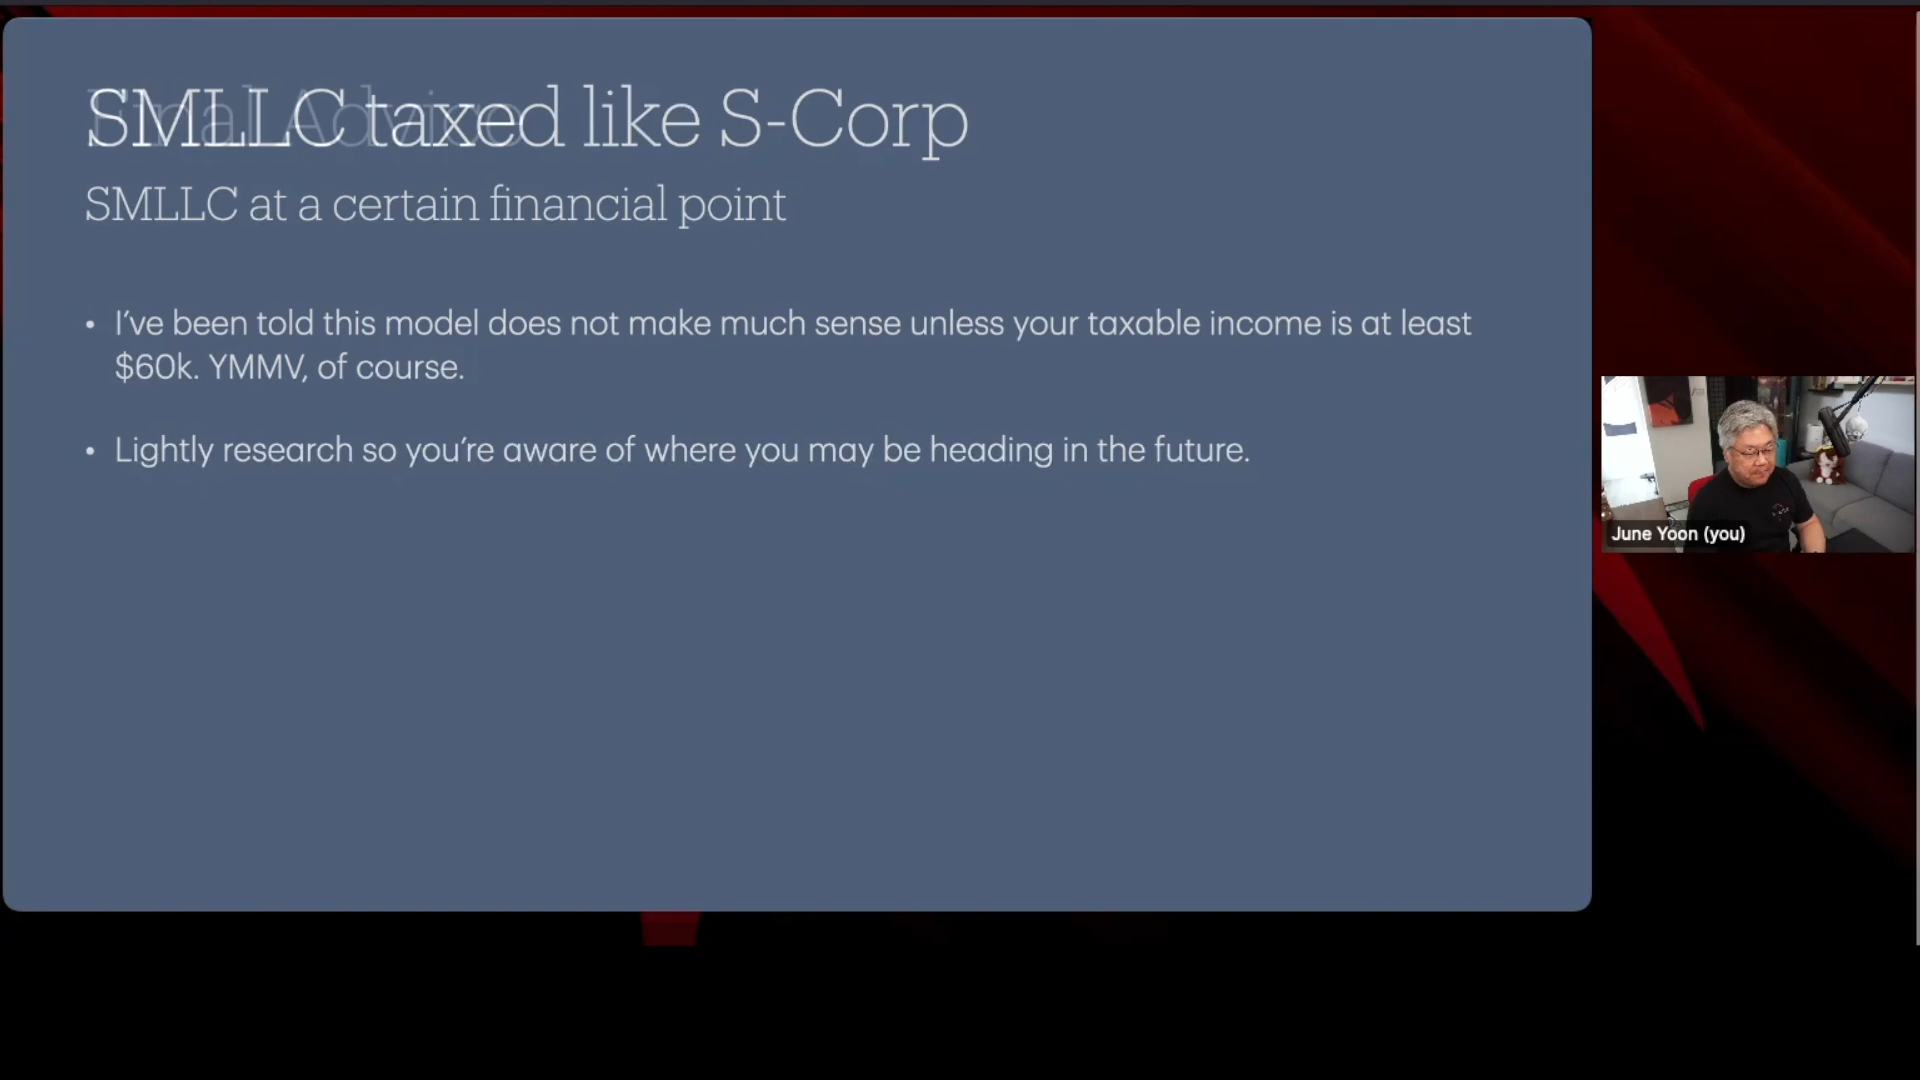 SMLLC taxed like S-Corp
Final Advice
SMLLC at a certain financial point
• I've been told this model does not make much sense unless your taxable income is at least
$60k. YMMV, of course.
• Lightly research so you're aware of where you may be heading in the future.
June Yoon (you)